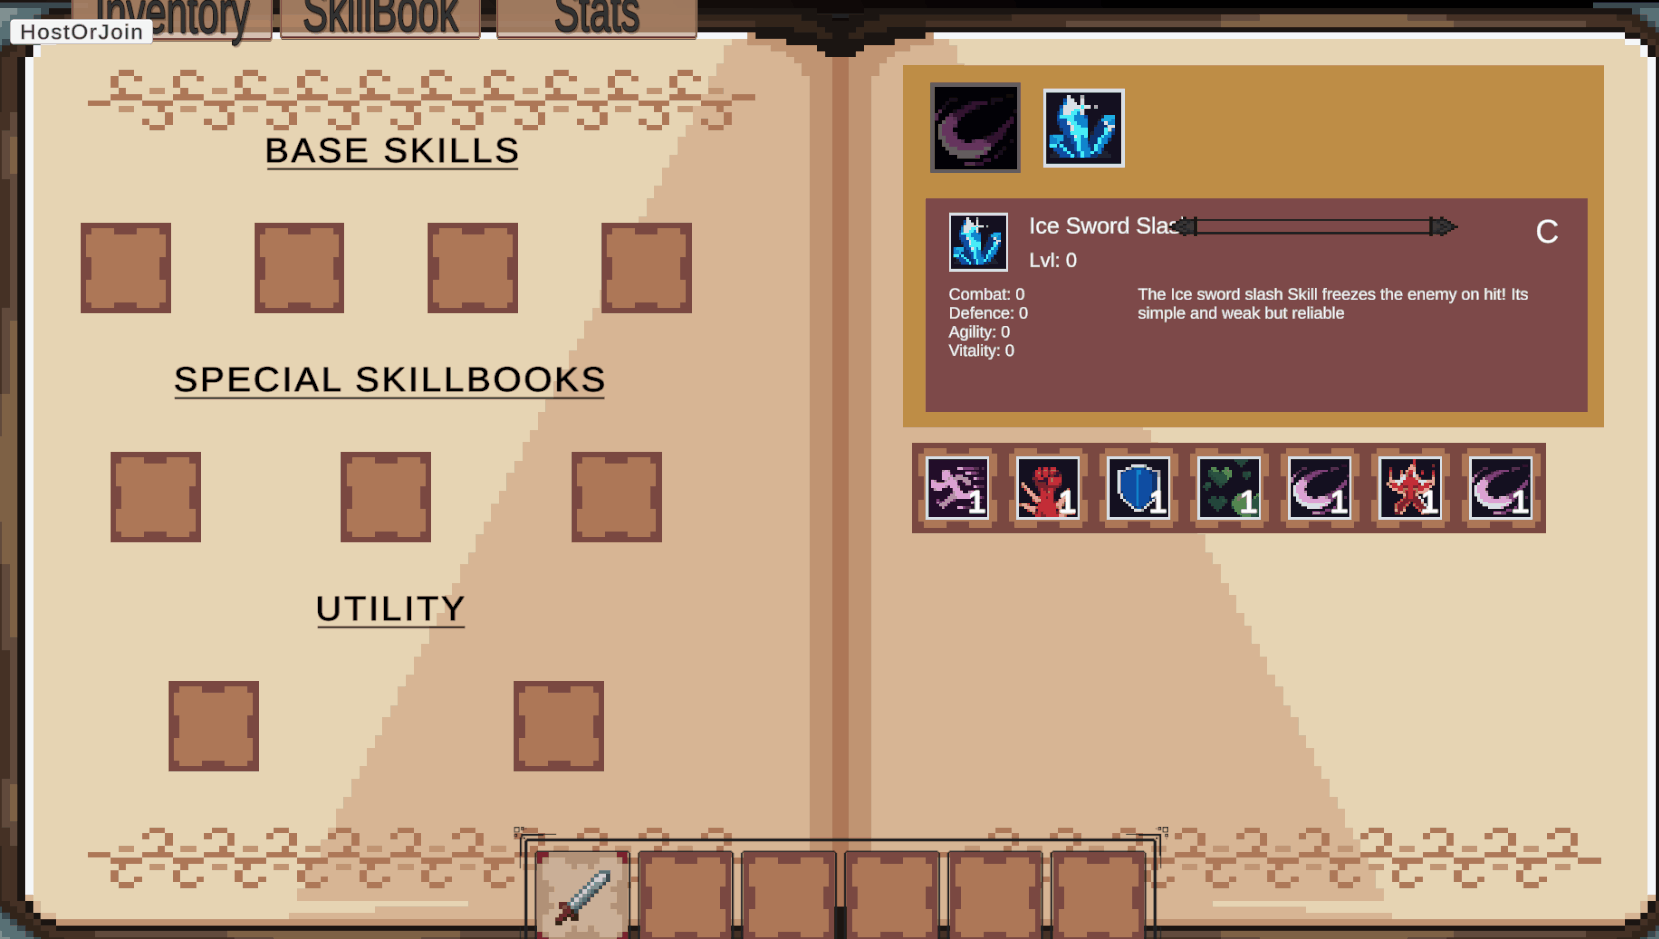 Inventory
SkillBook
Stats
HostOrJoin
BASE SKILLS
SPECIAL SKILLBOOKS
UTILITY
Ice Sword Slas
C
Lvl: 0
Combat: 0
Defence: 0
Agility: 0
Vitality: 0
The Ice sword slash Skill freezes the enemy on hit! Its
simple and weak but reliable
1 1 1 1 1 1 1